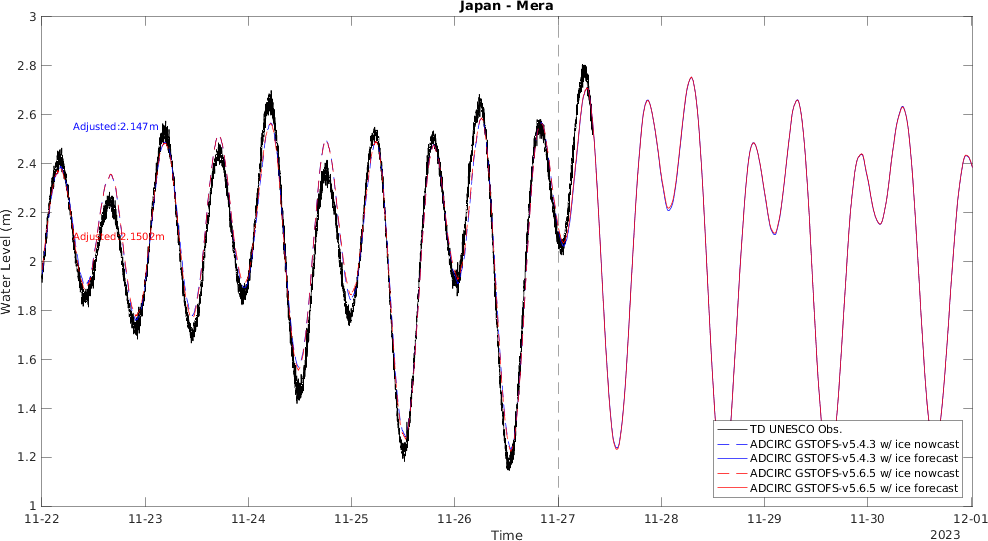 Japan - Mera
3
2.8
2.6
2.4
2.2
2
1.8
1.6
1.4
1.2
1
Water Level (m)
Adjusted:2.147m
Adjusted:2.1502m
TD UNESCO Obs.
ADCIRC GSTOFS-v5.4.3 w/ ice nowcast
ADCIRC GSTOFS-v5.4.3 w/ ice forecast
ADCIRC GSTOFS-v5.6.5 w/ ice nowcast
ADCIRC GSTOFS-v5.6.5 w/ ice forecast
11-22 11-23 11-24 11-25 11-26 11-27 11-28 11-29 11-30 12-01
Time
2023